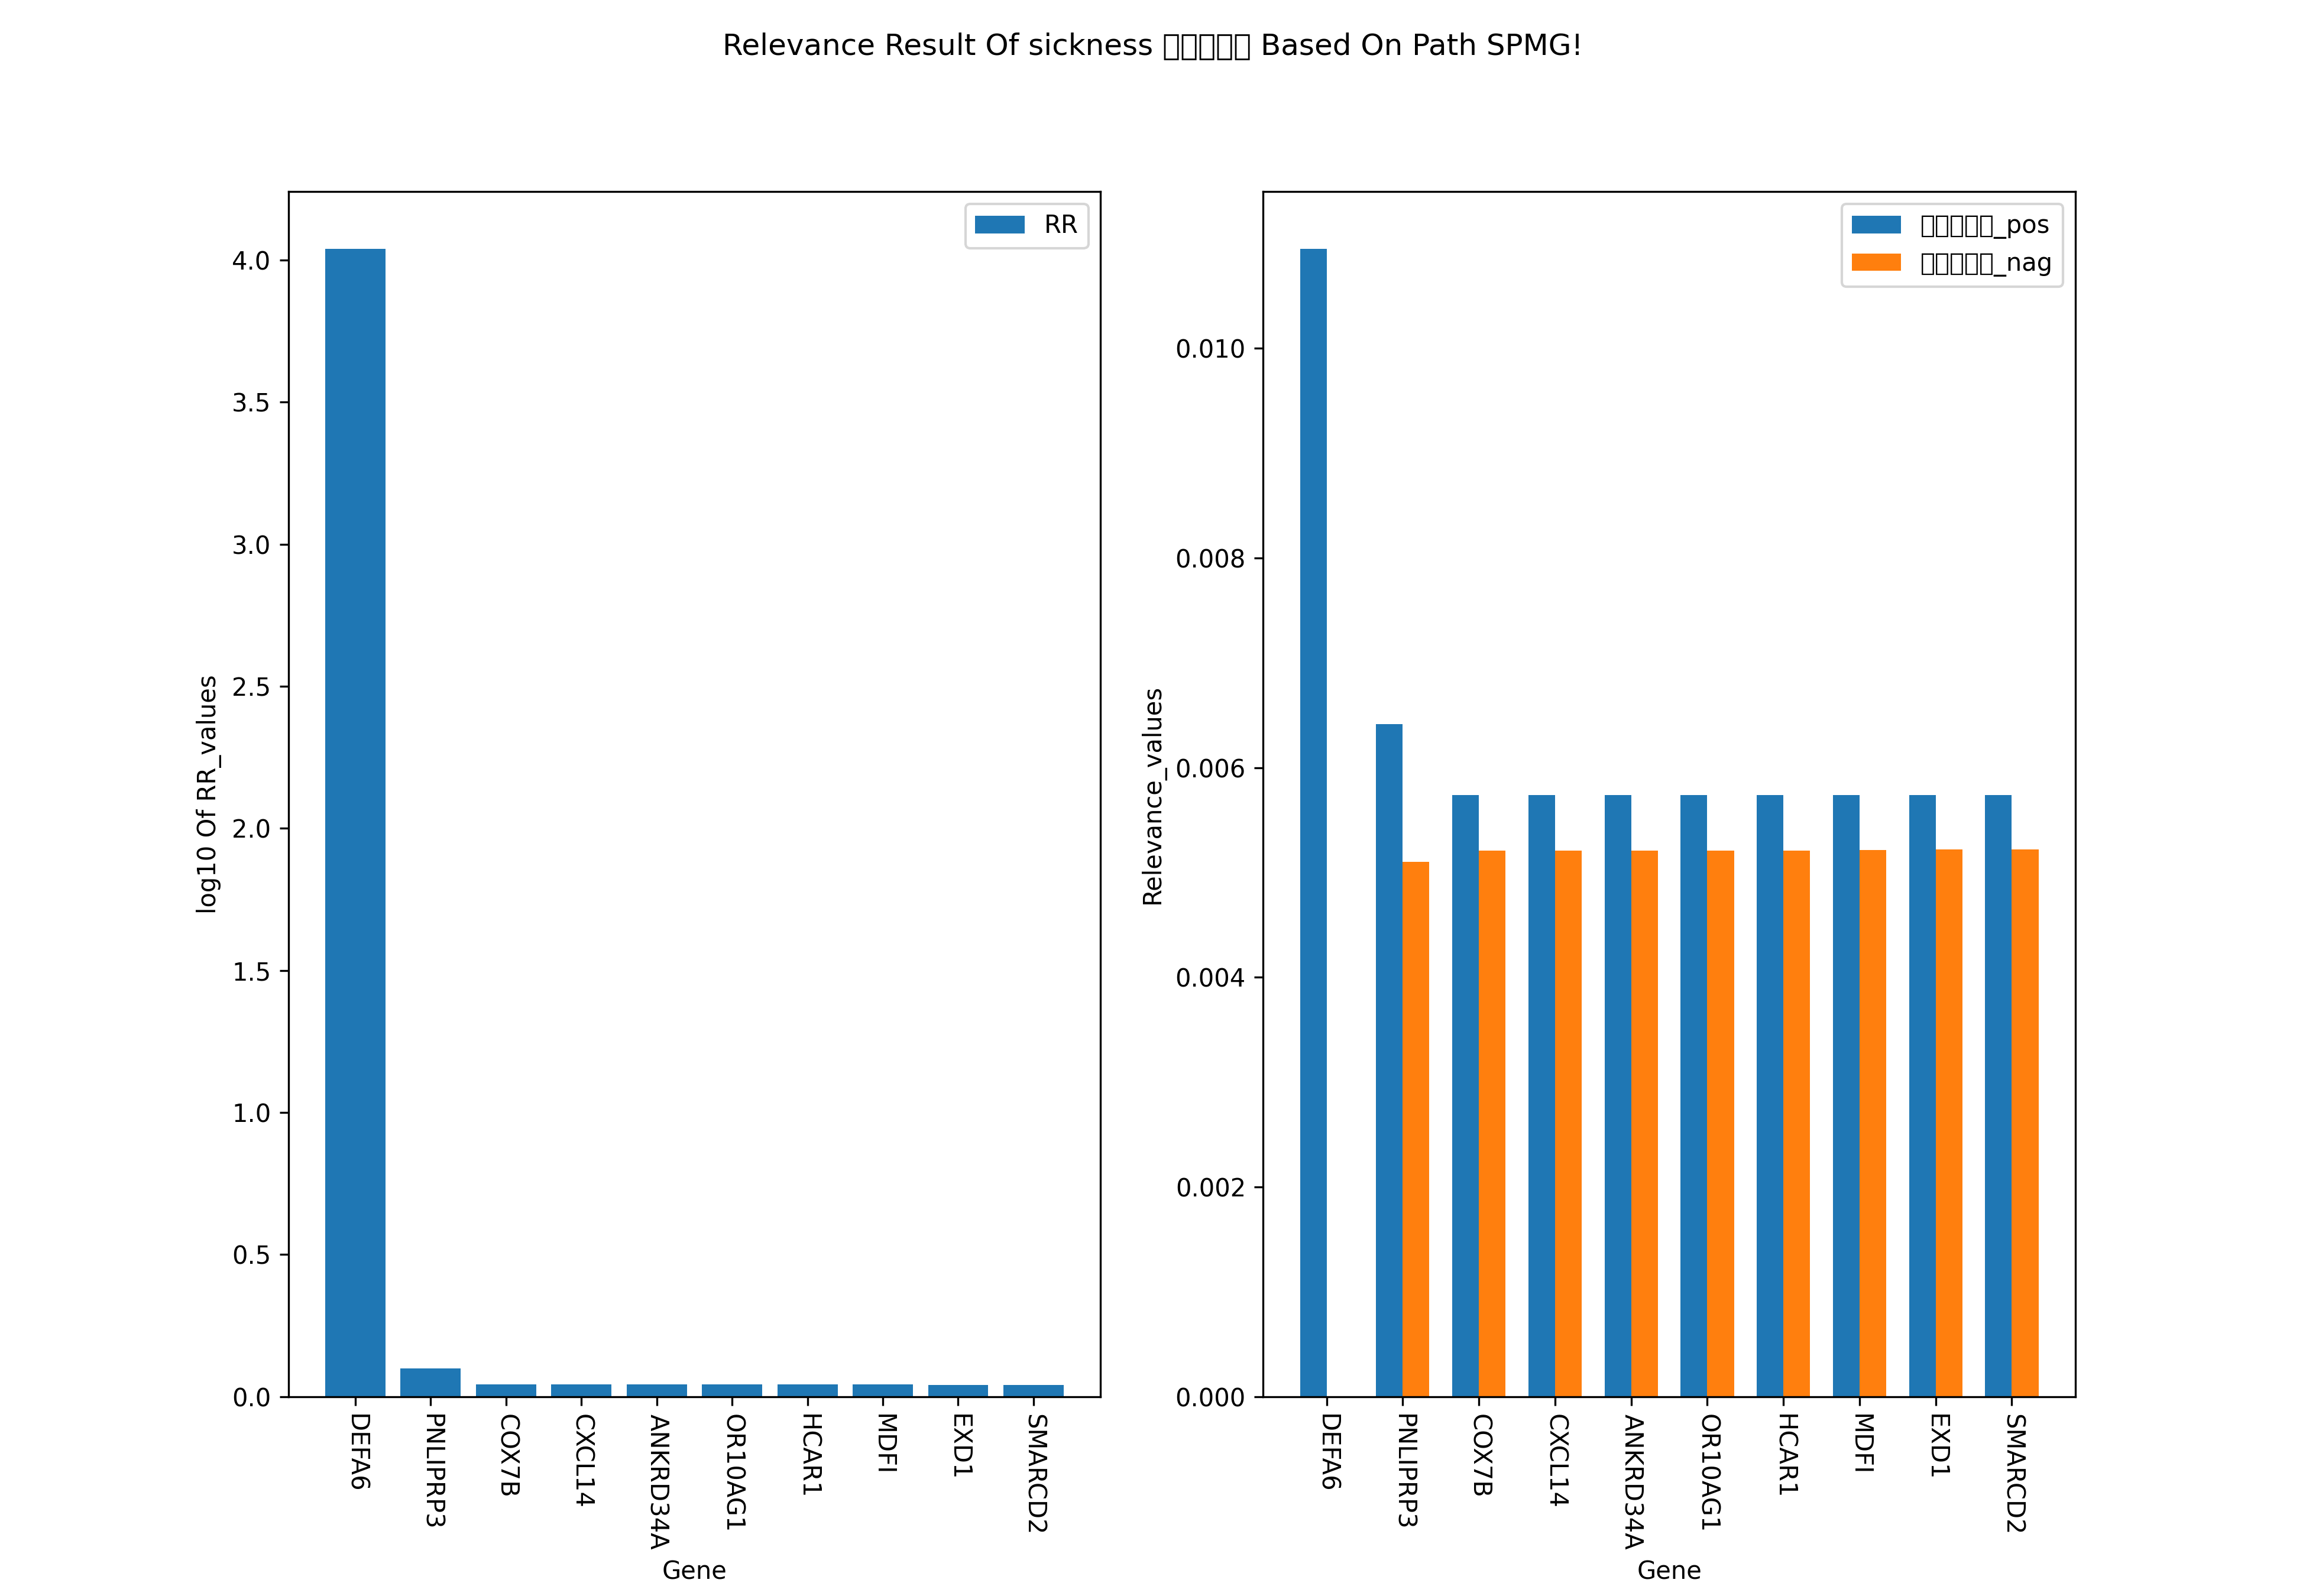 Relevance Result Of sickness Based On Path SPMG!
RR
4.0
3.5
3.0
2.5
2.0
1.5
1.0
0.5
0.0
log10 Of RR_values
DEFA6
PNLIPRP3
COX7B
CXCL14
ANKRD34A
OR10AG1
HCAR1
MDFI
EXD1
SMARCD2
Gene
_pos
_nag
0.010
0.008
0.006
0.004
0.002
0.000
Relevance_values
DEFA6
PNLIPRP3
COX7B
CXCL14
ANKRD34A
OR10AG1
HCAR1
MDFI
EXD1
SMARCD2
Gene